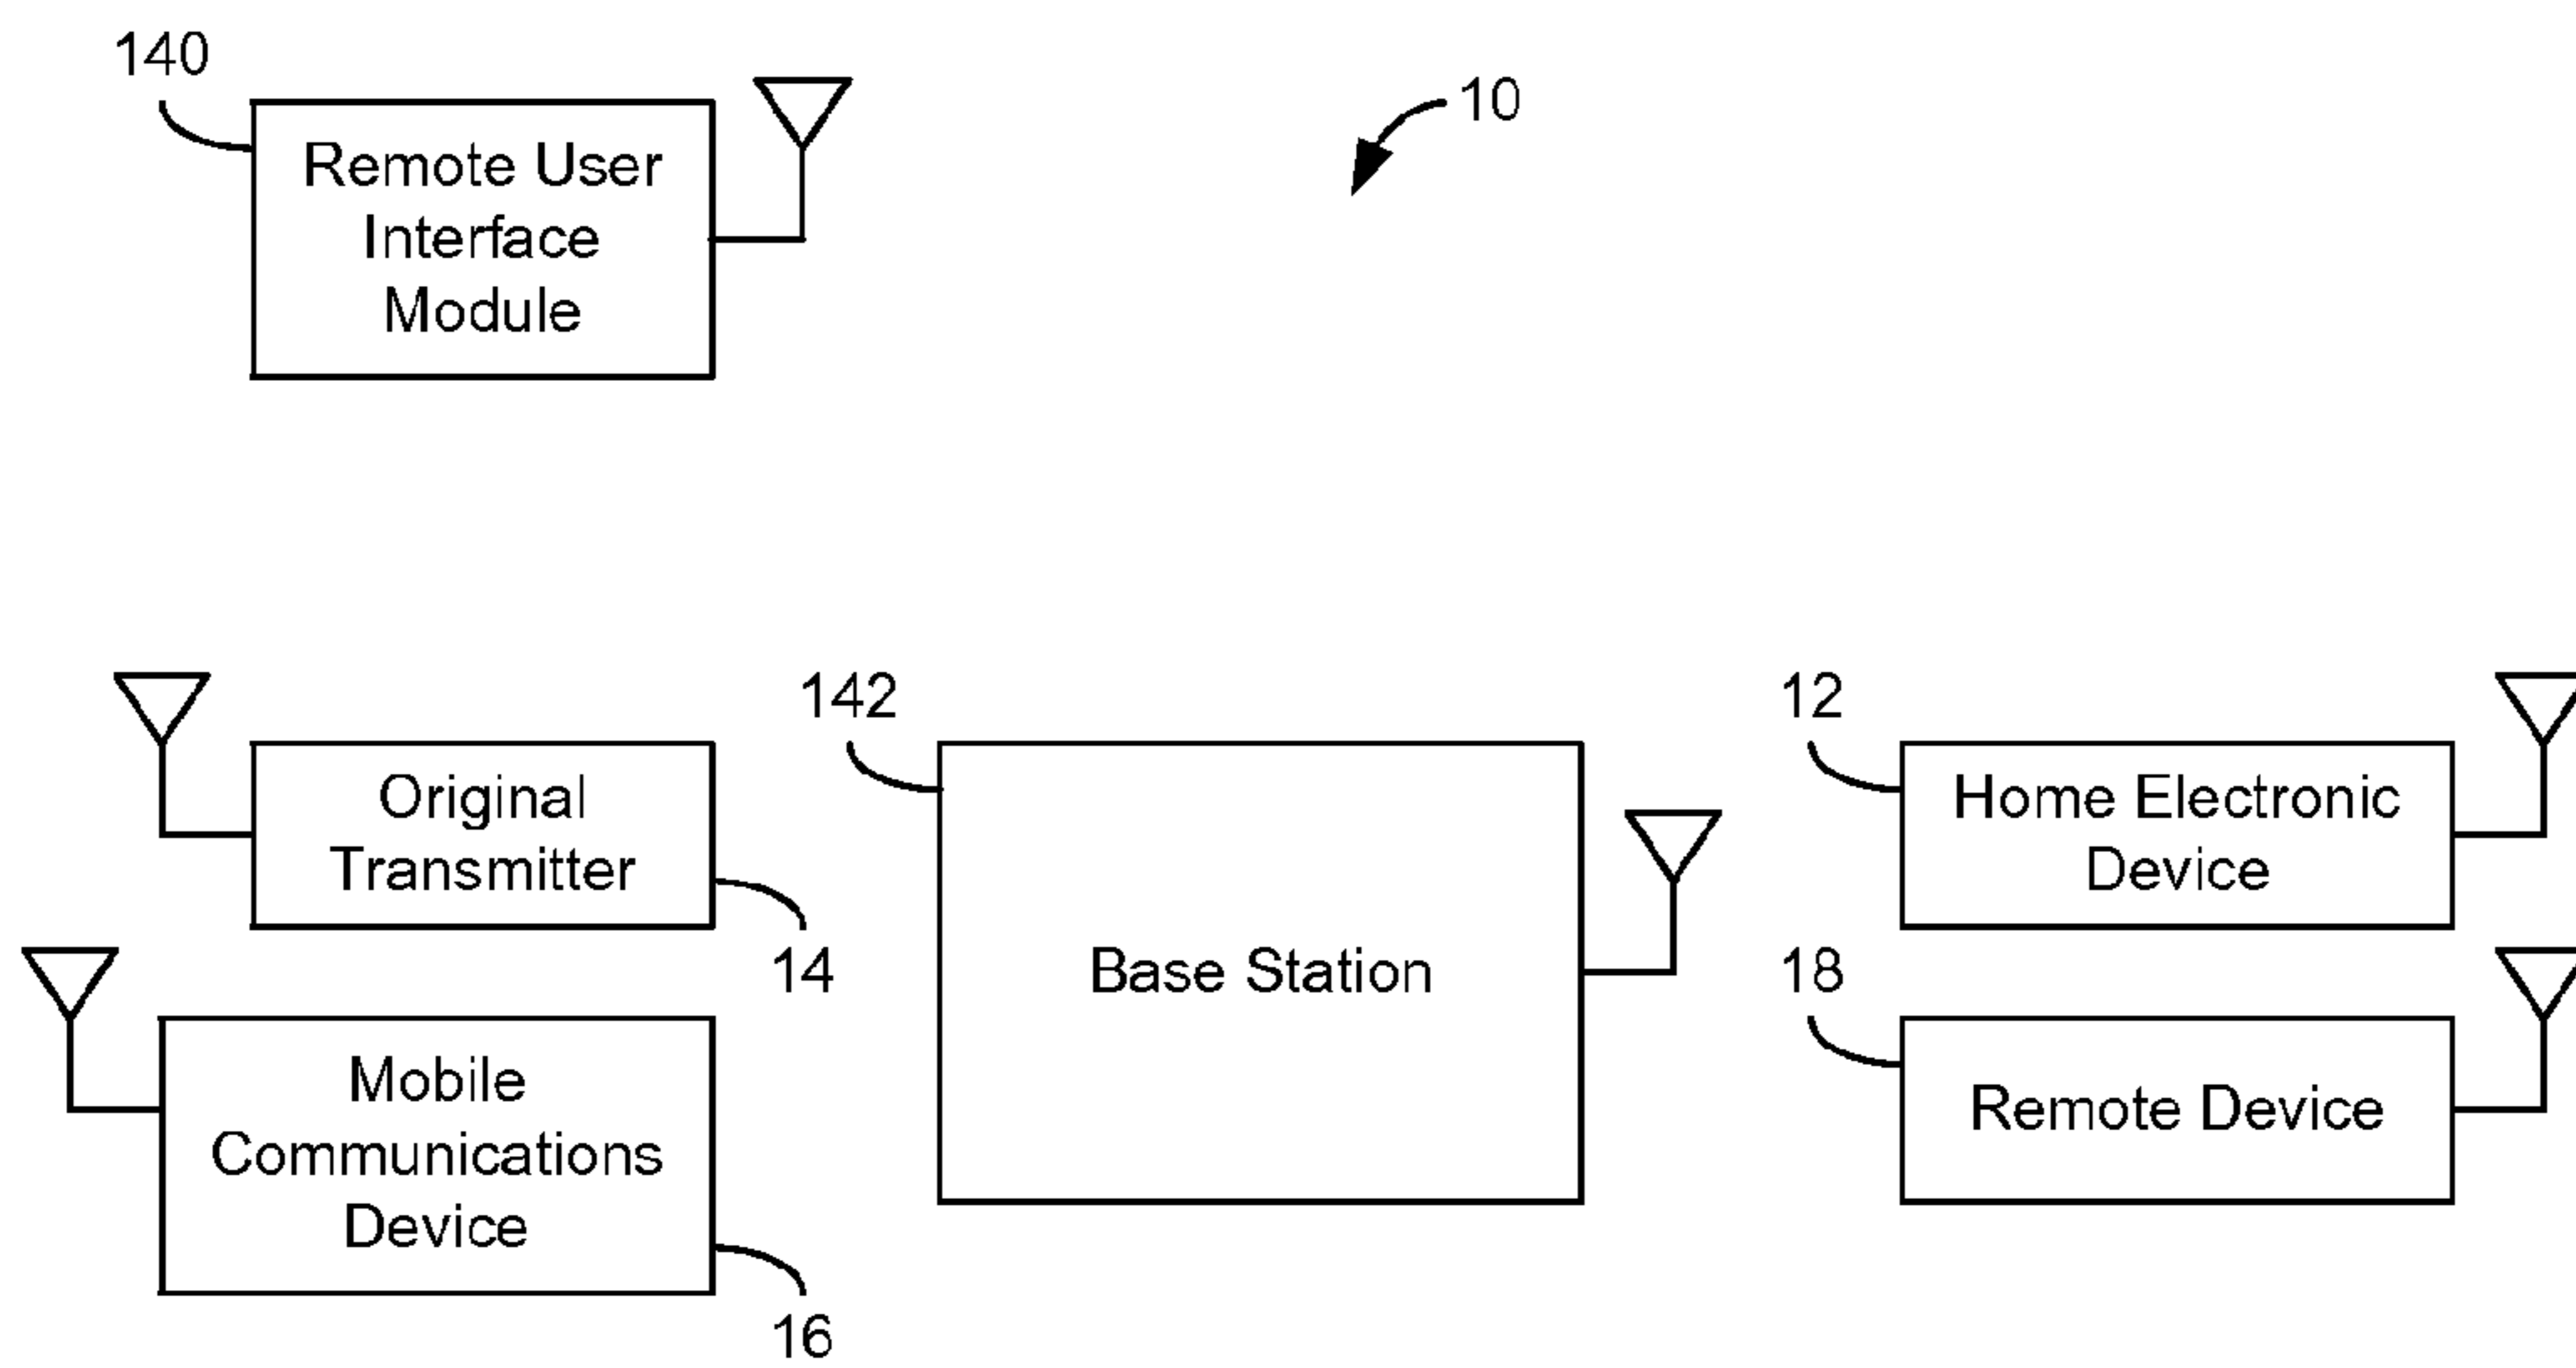 140
Remote User
Interface
Module
10
Original
Transmitter
14
142
Base Station
12
Home Electronic
Device
18
Remote Device
Mobile
Communications
Device
16